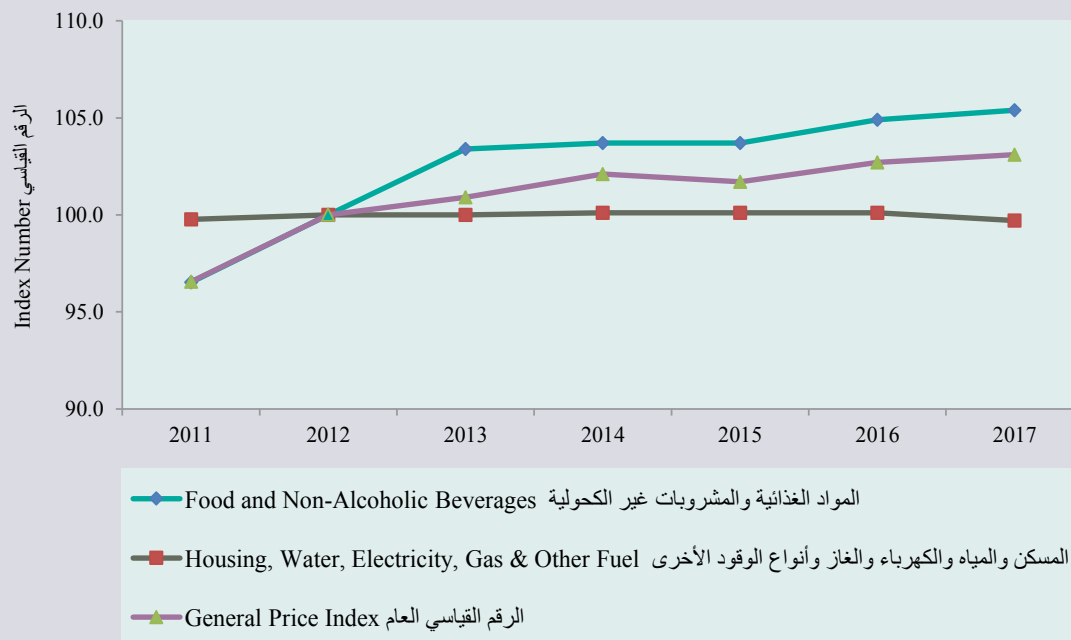 110.0
105.0
100.0
95.0
90.0
Index Number الرقم القياسي
2011 2012 2013 2014 2015 2016 2017
Food and Non-Alcoholic Beverages المواد الغذائية والمشروبات غير الكحولية
Housing, Water, Electricity, Gas & Other Fuel المسكن والمياه والكهرباء والغاز وأنواع الوقود الأخرى
General Price Index الرقم القياسي العام